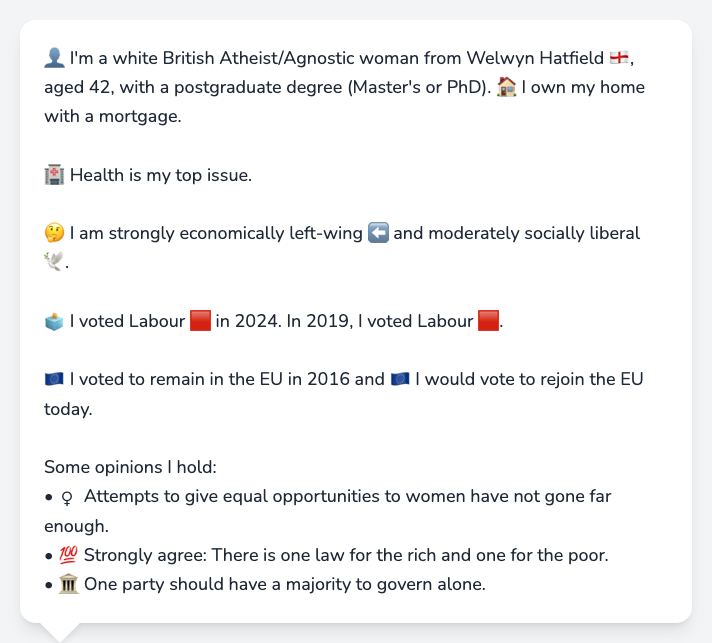 👤 I'm a white British Atheist/Agnostic woman from Welwyn Hatfield 🏴󠁧󠁢󠁥󠁮󠁧󠁿,
aged 42, with a postgraduate degree (Master's or PhD). 🏠 I own my home
with a mortgage.
🏥 Health is my top issue.
🤔 I am strongly economically left-wing ⬅️ and moderately socially liberal
🕊️.
🗳️ I voted Labour 🟥 in 2024. In 2019, I voted Labour 🟥.
🇪🇺 I voted to remain in the EU in 2016 and 🇪🇺 I would vote to rejoin the EU
today.
Some opinions I hold:
• ♀ Attempts to give equal opportunities to women have not gone far
enough.
• 💯 Strongly agree: There is one law for the rich and one for the poor.
• 🏛️ One party should have a majority to govern alone.